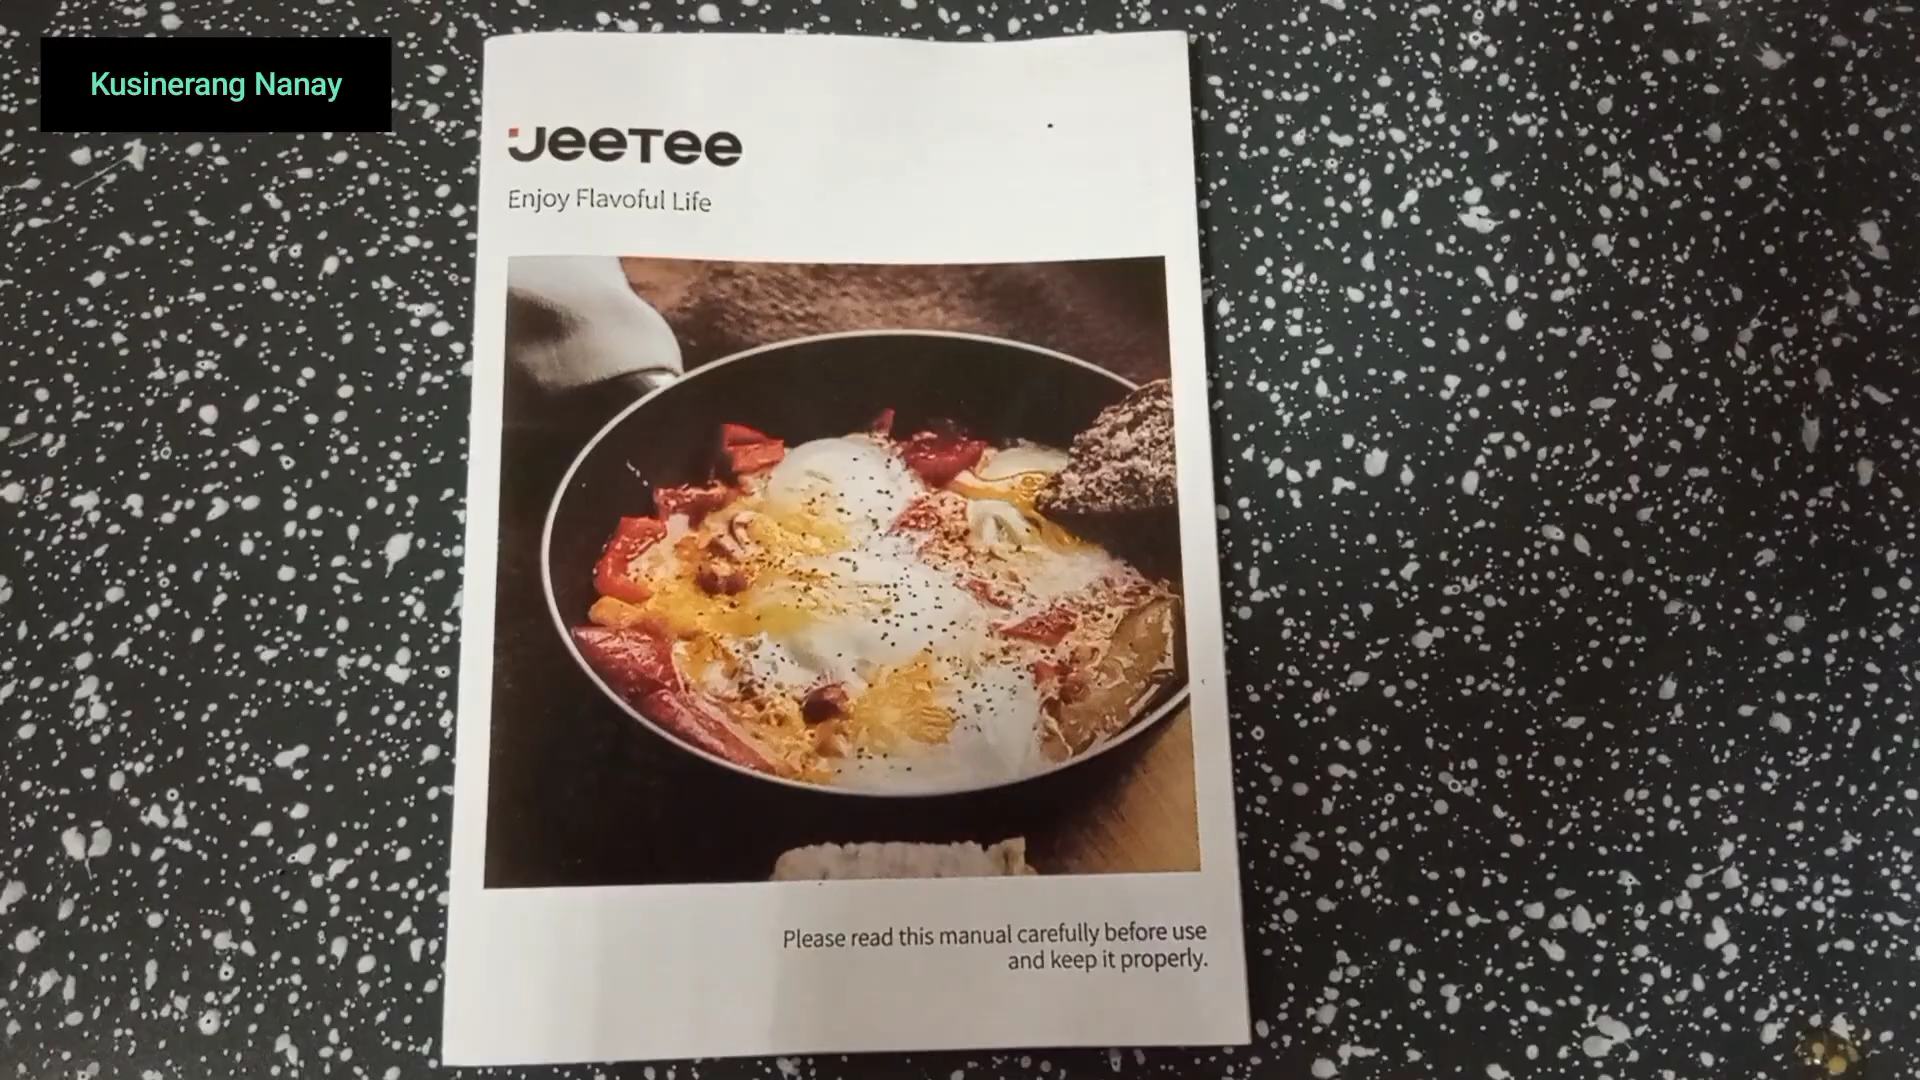 Kusinerang Nanay
JEETEE
Enjoy Flavoful Life
Please read this manual carefully before use
and keep it properly.